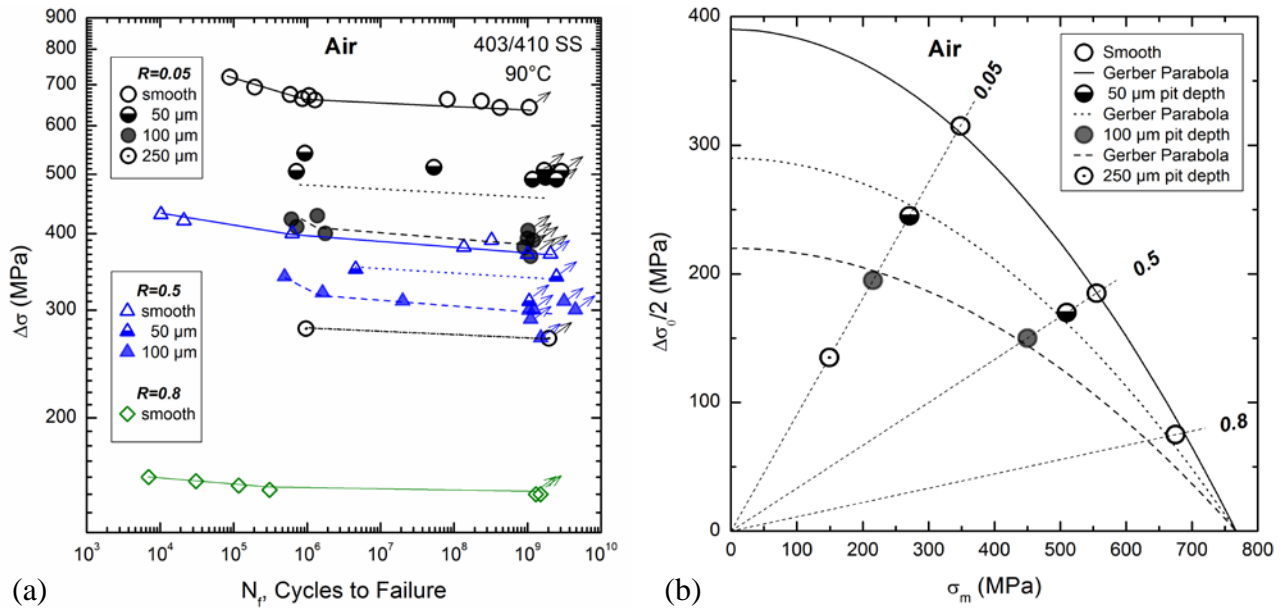 900
800
700
600
500
400
300
200
Δσ (MPa)
10³
10⁴
10⁵
10⁶
10⁷
10⁸
10⁹
10¹⁰
N_f, Cycles to Failure
Air
403/410 SS
90°C
R=0.05
smooth
50 µm
100 µm
250 µm
R=0.5
smooth
50 µm
100 µm
R=0.8
smooth
(a)
400
300
200
100
0
Δσ₀/2 (MPa)
0
100
200
300
400
500
600
700
800
σ_m (MPa)
Air
0.05
0.5
0.8
Smooth
Gerber Parabola
50 µm pit depth
Gerber Parabola
100 µm pit depth
Gerber Parabola
250 µm pit depth
(b)